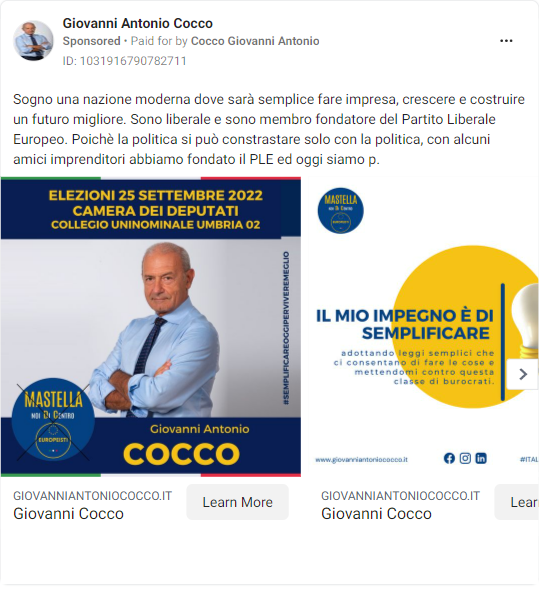 Giovanni Antonio Cocco
Sponsored • Paid for by Cocco Giovanni Antonio
ID: 1031916790782711
Sogno una nazione moderna dove sarà semplice fare impresa, crescere e costruire
un futuro migliore. Sono liberale e sono membro fondatore del Partito Liberale
Europeo. Poichè la politica si può constrastare solo con la politica, con alcuni
amici imprenditori abbiamo fondato il PLE ed oggi siamo p.
ELEZIONI 25 SETTEMBRE 2022
CAMERA DEI DEPUTATI
COLLEGIO UNINOMINALE UMBRIA 02
#SEMPLIFICAREOGGIPERVIVEREMEGLIO
MASTELLA
NOI DI CENTRO
EUROPEISTI
Giovanni Antonio
COCCO
GIOVANNIANTONIOCOCCO.IT
Giovanni Cocco
Learn More
MASTELLA
NOI DI CENTRO
EUROPEISTI
IL MIO IMPEGNO È DI
SEMPLIFICARE
adottando leggi semplici che
ci consentano di fare le cose e
mettendomi contro questa
classe di burocrati.
www.giovanniantoniococco.it
#ITAL
GIOVANNIANTONIOCOCCO.IT
Giovanni Cocco
Lear